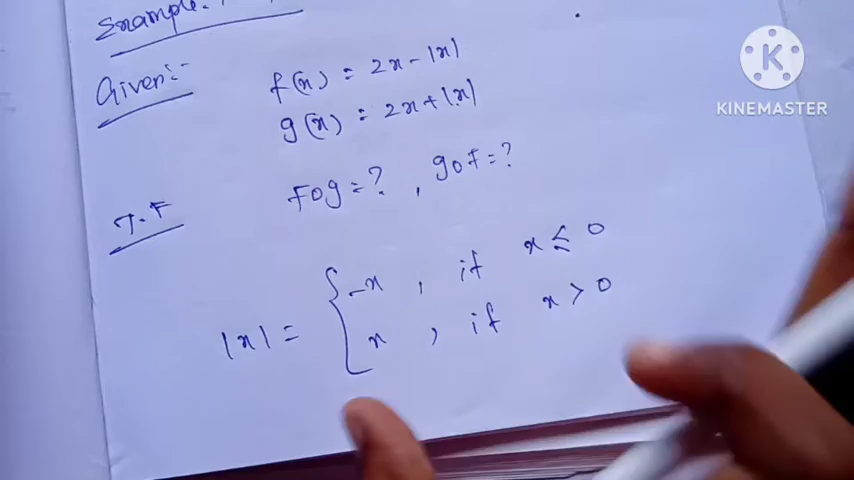 Example.
Given:-
f(x) = 2x-|x|
g(x) = 2x+|x|
T.F
fog=? , gof=?
|x| = { -x , if x ≤ 0
x , if x > 0
KINEMASTER